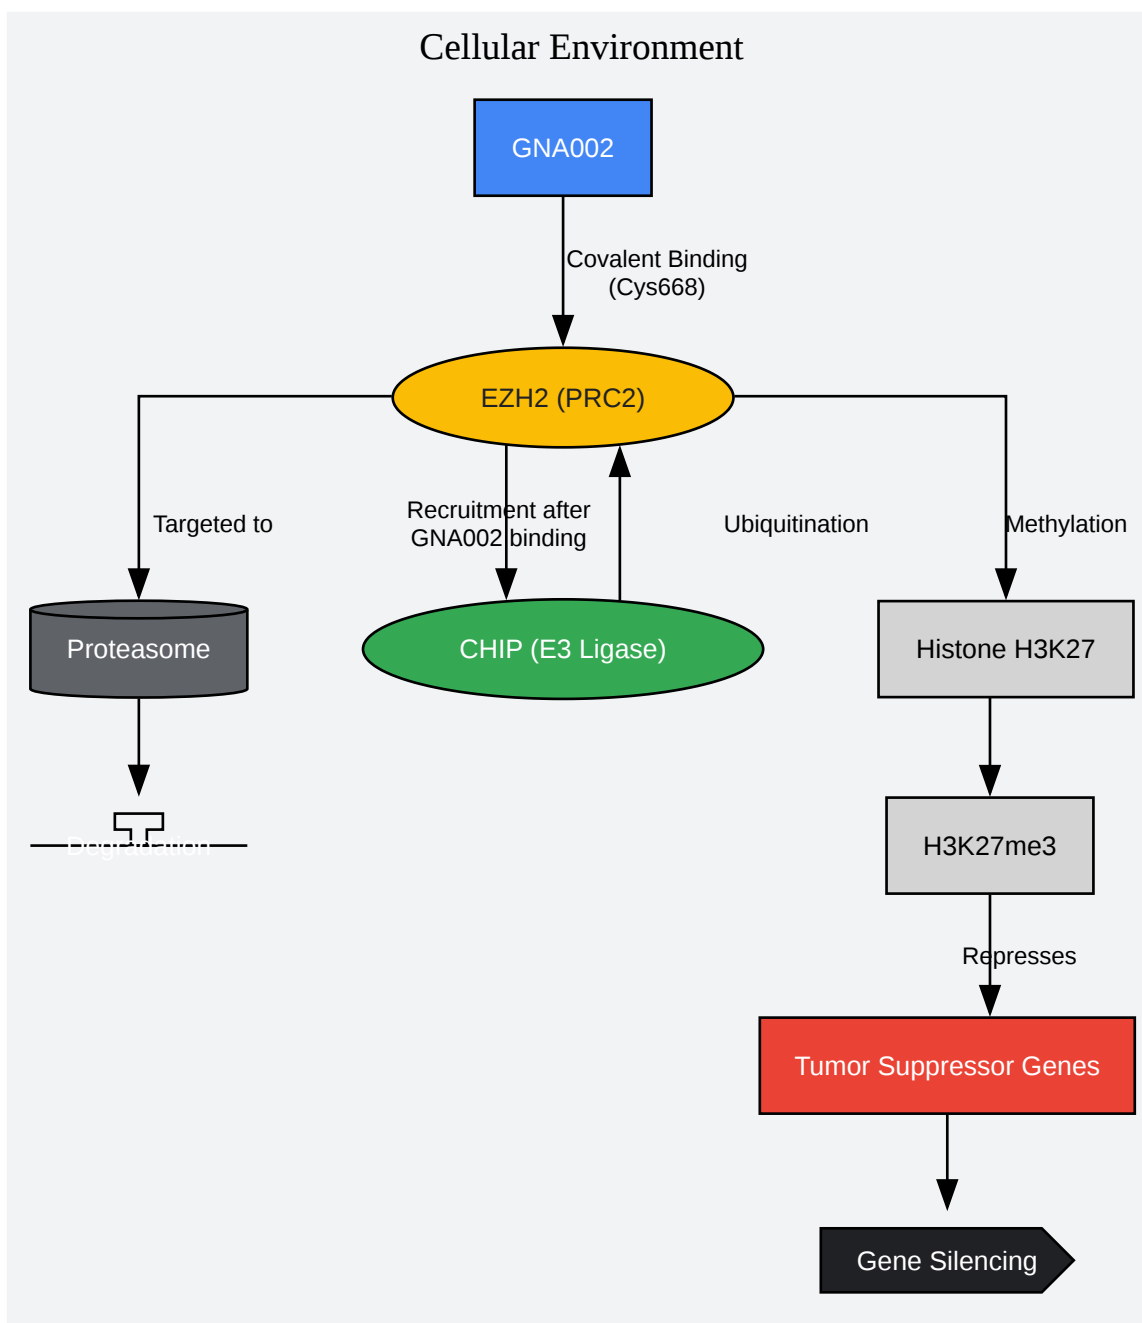 Cellular Environment
GNA002
Covalent Binding
(Cys668)
EZH2 (PRC2)
Targeted to
Recruitment after
GNA002 binding
Ubiquitination
Methylation
Proteasome
CHIP (E3 Ligase)
Histone H3K27
Degradation
H3K27me3
Represses
Tumor Suppressor Genes
Gene Silencing